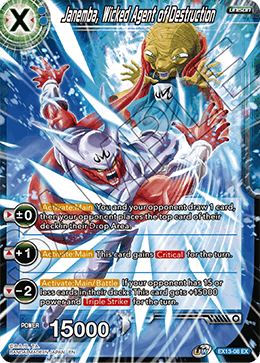 X
Janemba, Wicked Agent of Destruction
UNISON
±0
Activate:Main You and your opponent draw 1 card,
then your opponent places the top card of their
deck in their Drop Area.
+1
Activate:Main This card gains Critical for the turn.
−2
Activate:Main/Battle If your opponent has 15 or
less cards in their deck: This card gets +15000
power and Triple Strike for the turn.
POWER 15000
EX13-08 EX